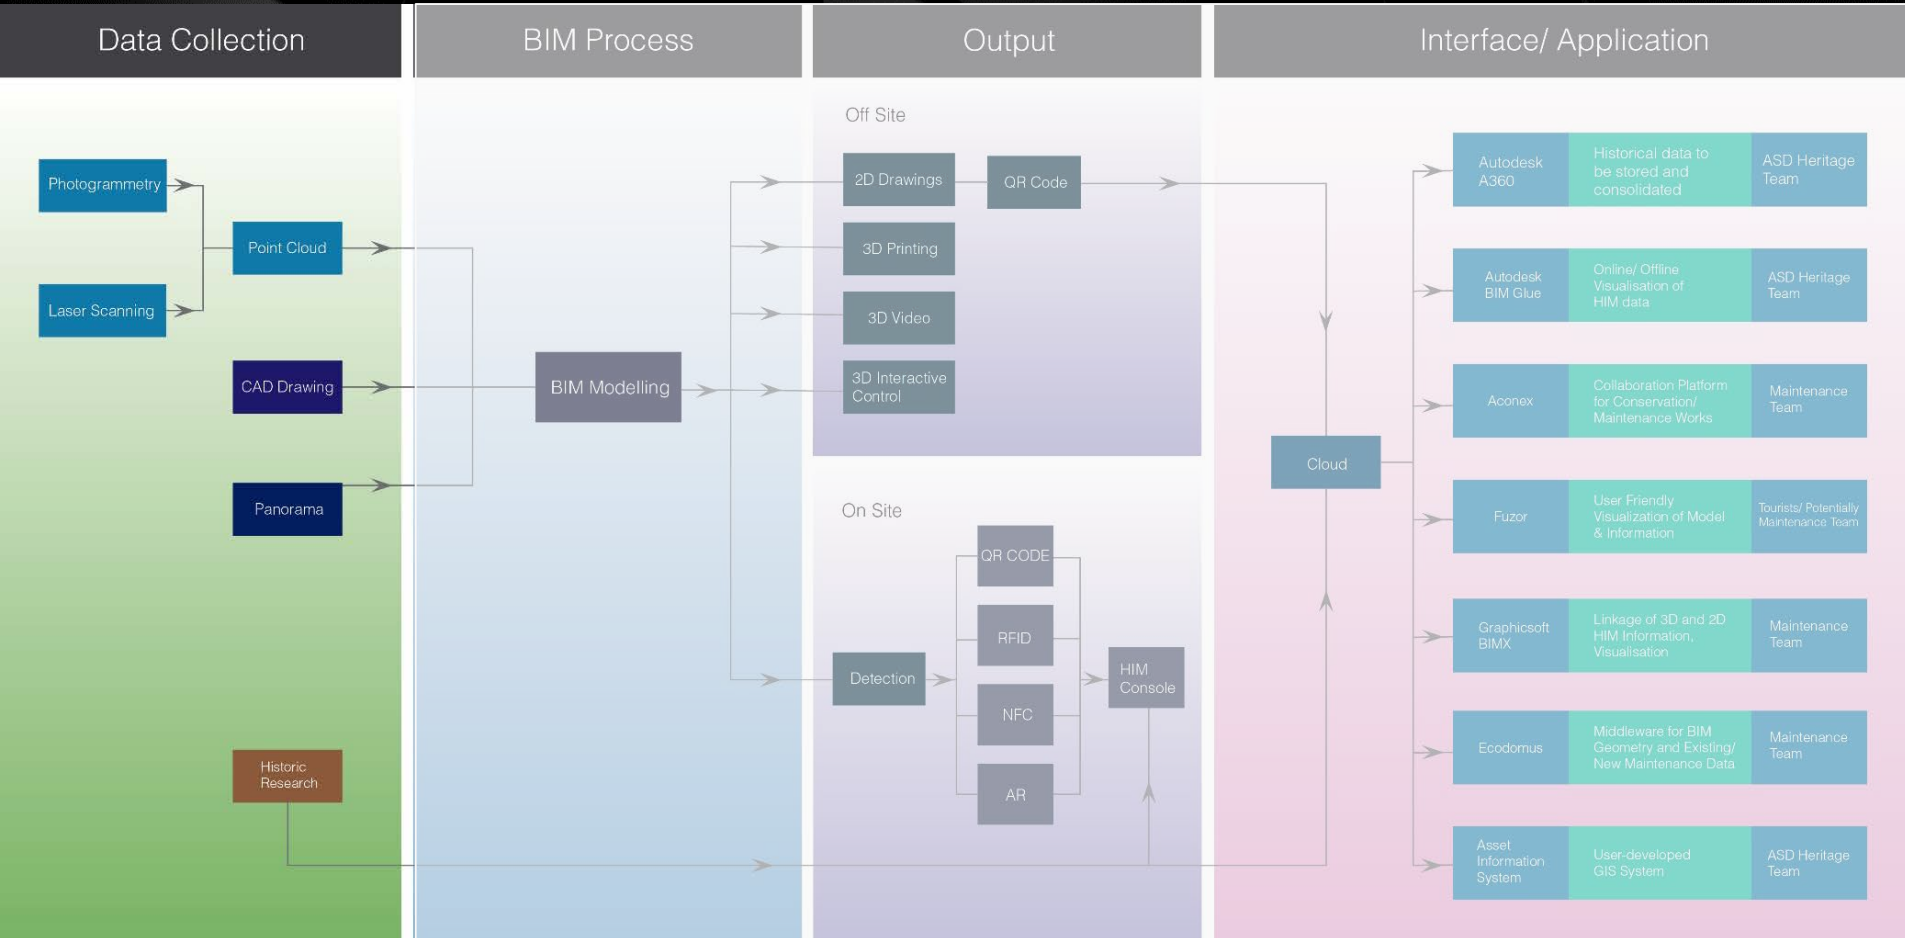 Data Collection
BIM Process
Output
Interface/ Application
Photogrammetry
Point Cloud
Laser Scanning
CAD Drawing
Panorama
Historic
Research
BIM Modelling
Off Site
2D Drawings
QR Code
3D Printing
3D Video
3D Interactive
Control
On Site
Detection
QR CODE
RFID
NFC
AR
HIM
Console
Cloud
Autodesk
A360
Historical data to
be stored and
consolidated
ASD Heritage
Team
Autodesk
BIM Glue
Online/ Offline
Visualisation of
HIM data
ASD Heritage
Team
Aconex
Collaboration Platform
for Conservation/
Maintenance Works
Maintenance
Team
Fuzor
User Friendly
Visualization of Model
& Information
Tourists/ Potentially
Maintenance Team
Graphicsoft
BIMX
Linkage of 3D and 2D
HIM Information,
Visualisation
Maintenance
Team
Ecodomus
Middleware for BIM
Geometry and Existing/
New Maintenance Data
Maintenance
Team
Asset
Information
System
User-developed
GIS System
ASD Heritage
Team